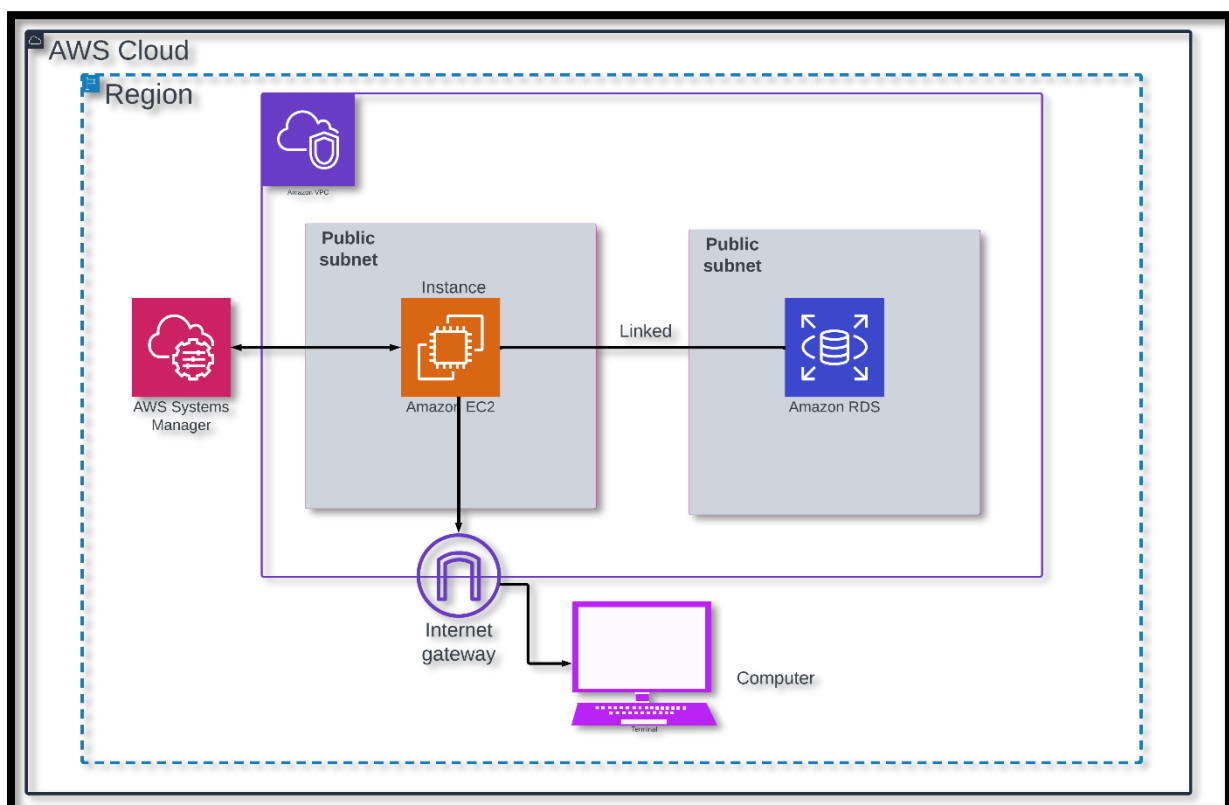 AWS Cloud
Region
Amazon VPC
Public
subnet
Instance
Amazon EC2
Public
subnet
Linked
Amazon RDS
AWS Systems
Manager
Internet
gateway
Computer
Terminal